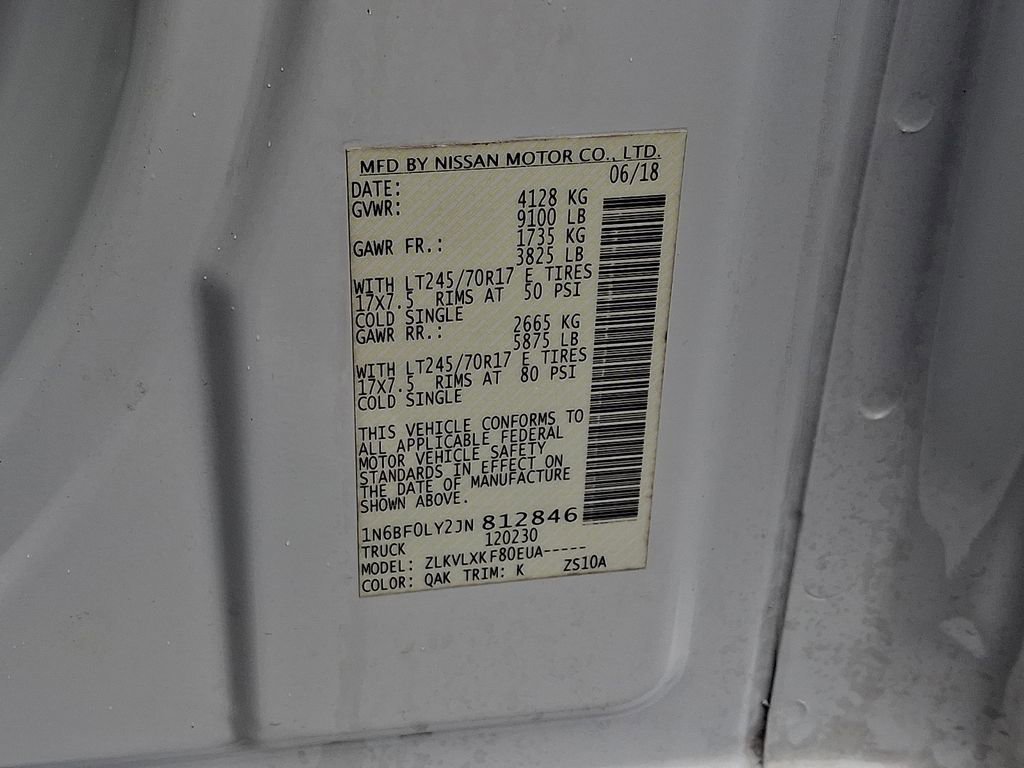 MFD BY NISSAN MOTOR CO., LTD.
DATE: 06/18
GVWR: 4128 KG
9100 LB
GAWR FR.: 1735 KG
3825 LB
WITH LT245/70R17 E TIRES
17X7.5 RIMS AT 50 PSI
COLD SINGLE
GAWR RR.: 2665 KG
5875 LB
WITH LT245/70R17 E TIRES
17X7.5 RIMS AT 80 PSI
COLD SINGLE
THIS VEHICLE CONFORMS TO
ALL APPLICABLE FEDERAL
MOTOR VEHICLE SAFETY
STANDARDS IN EFFECT ON
THE DATE OF MANUFACTURE
SHOWN ABOVE.
1N6BF0LY2JN 812846
TRUCK 120230
MODEL: ZLKVLXKF80EUA-----
COLOR: QAK TRIM: K ZS10A